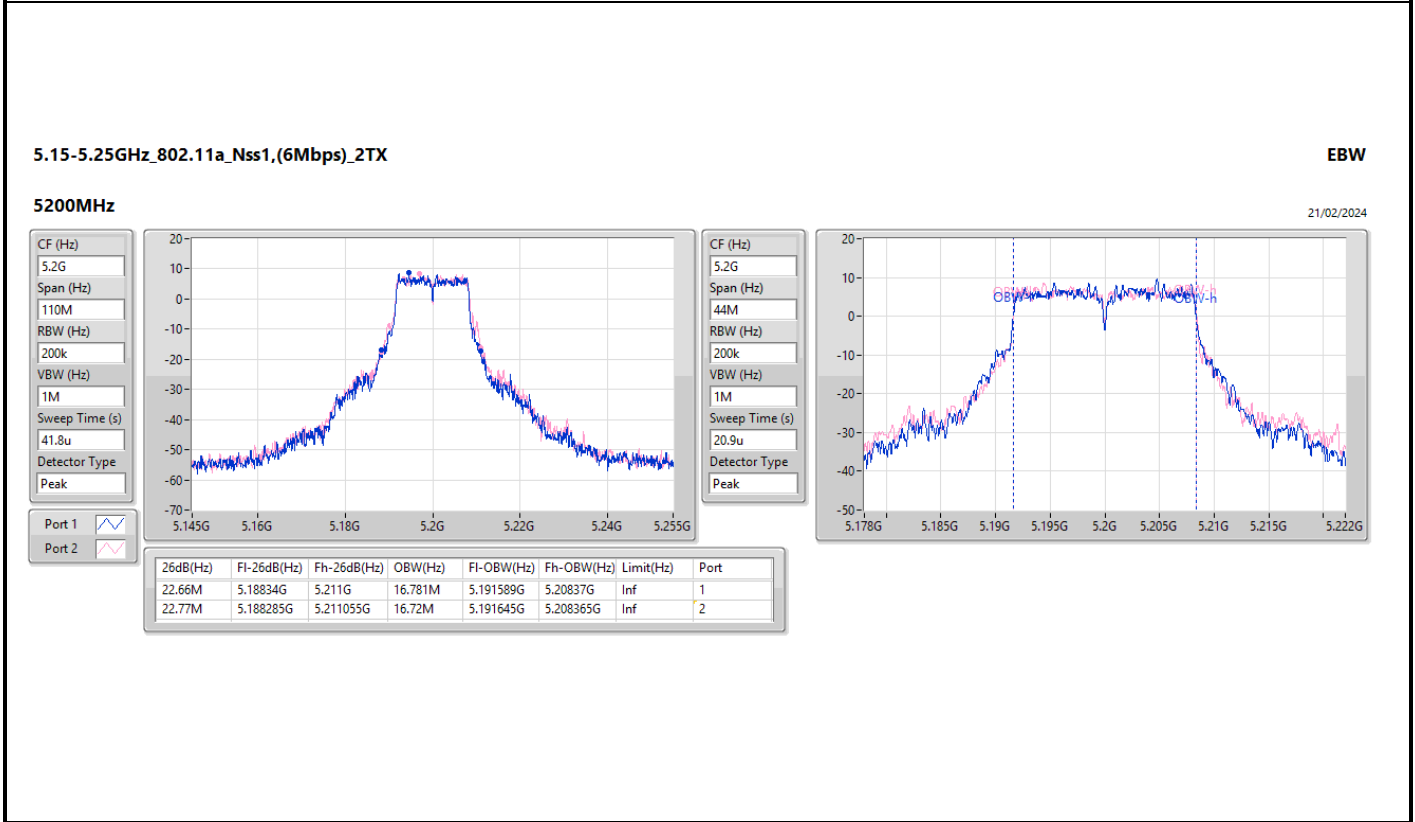 5.15-5.25GHz_802.11a_Nss1,(6Mbps)_2TX
EBW
5200MHz
21/02/2024
CF (Hz)
5.2G
Span (Hz)
110M
RBW (Hz)
200k
VBW (Hz)
1M
Sweep Time (s)
41.8u
Detector Type
Peak
Port 1
Port 2
20
10
0
-10
-20
-30
-40
-50
-60
-70
5.145G 5.16G 5.18G 5.2G 5.22G 5.24G 5.255G
CF (Hz)
5.2G
Span (Hz)
44M
RBW (Hz)
200k
VBW (Hz)
1M
Sweep Time (s)
20.9u
Detector Type
Peak
20
10
0
-10
-20
-30
-40
-50
OBW-h
5.178G 5.185G 5.19G 5.195G 5.2G 5.205G 5.21G 5.215G 5.222G
26dB(Hz) Fl-26dB(Hz) Fh-26dB(Hz) OBW(Hz) Fl-OBW(Hz) Fh-OBW(Hz) Limit(Hz) Port
22.66M 5.18834G 5.211G 16.781M 5.191589G 5.20837G Inf 1
22.77M 5.188285G 5.211055G 16.72M 5.191645G 5.208365G Inf 2